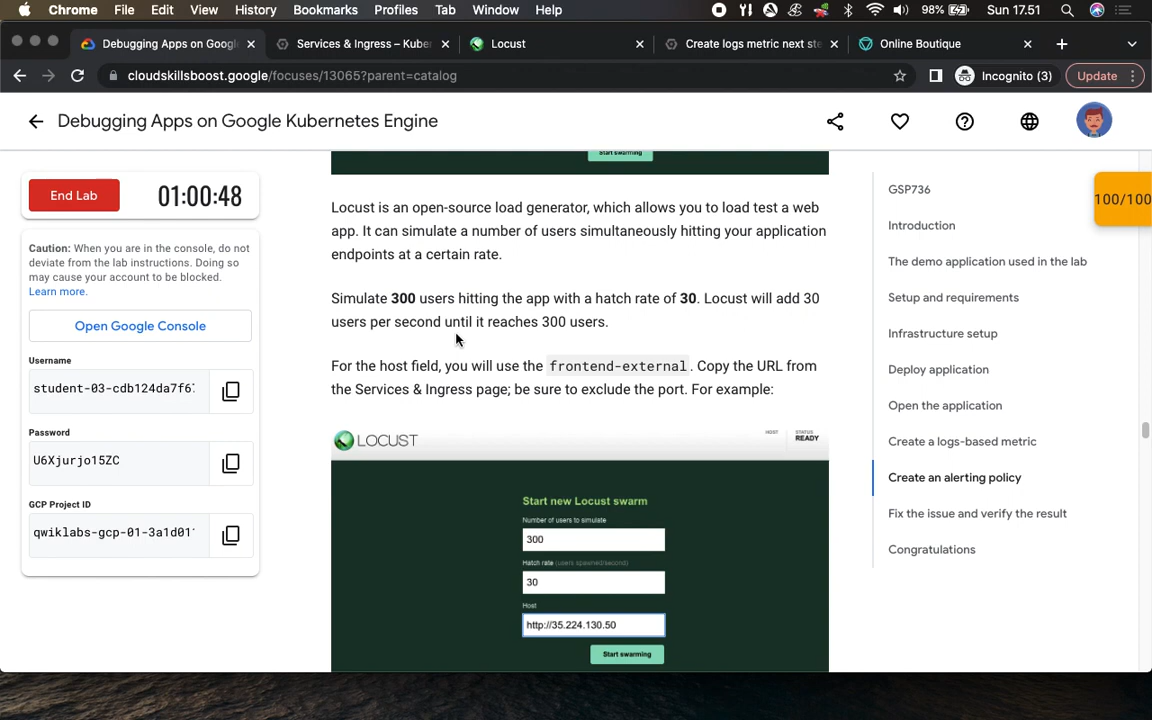 Chrome File Edit View History Bookmarks Profiles Tab Window Help 98% Sun 17.51
Debugging Apps on Googl
Services & Ingress – Kube
Locust
Create logs metric next ste
Online Boutique
cloudskillsboost.google/focuses/13065?parent=catalog
Incognito (3)
Update
Debugging Apps on Google Kubernetes Engine
End Lab
01:00:48
Caution: When you are in the console, do not
deviate from the lab instructions. Doing so
may cause your account to be blocked.
Learn more.
Open Google Console
Username
student-03-cdb124da7f6
Password
U6Xjurjo15ZC
GCP Project ID
qwiklabs-gcp-01-3a1d01
Start swarming
Locust is an open-source load generator, which allows you to load test a web
app. It can simulate a number of users simultaneously hitting your application
endpoints at a certain rate.
Simulate 300 users hitting the app with a hatch rate of 30. Locust will add 30
users per second until it reaches 300 users.
For the host field, you will use the frontend-external. Copy the URL from
the Services & Ingress page; be sure to exclude the port. For example:
LOCUST
HOST
STATUS
READY
Start new Locust swarm
Number of users to simulate
300
Hatch rate (users spawned/second)
30
Host
http://35.224.130.50
Start swarming
100/100
GSP736
Introduction
The demo application used in the lab
Setup and requirements
Infrastructure setup
Deploy application
Open the application
Create a logs-based metric
Create an alerting policy
Fix the issue and verify the result
Congratulations